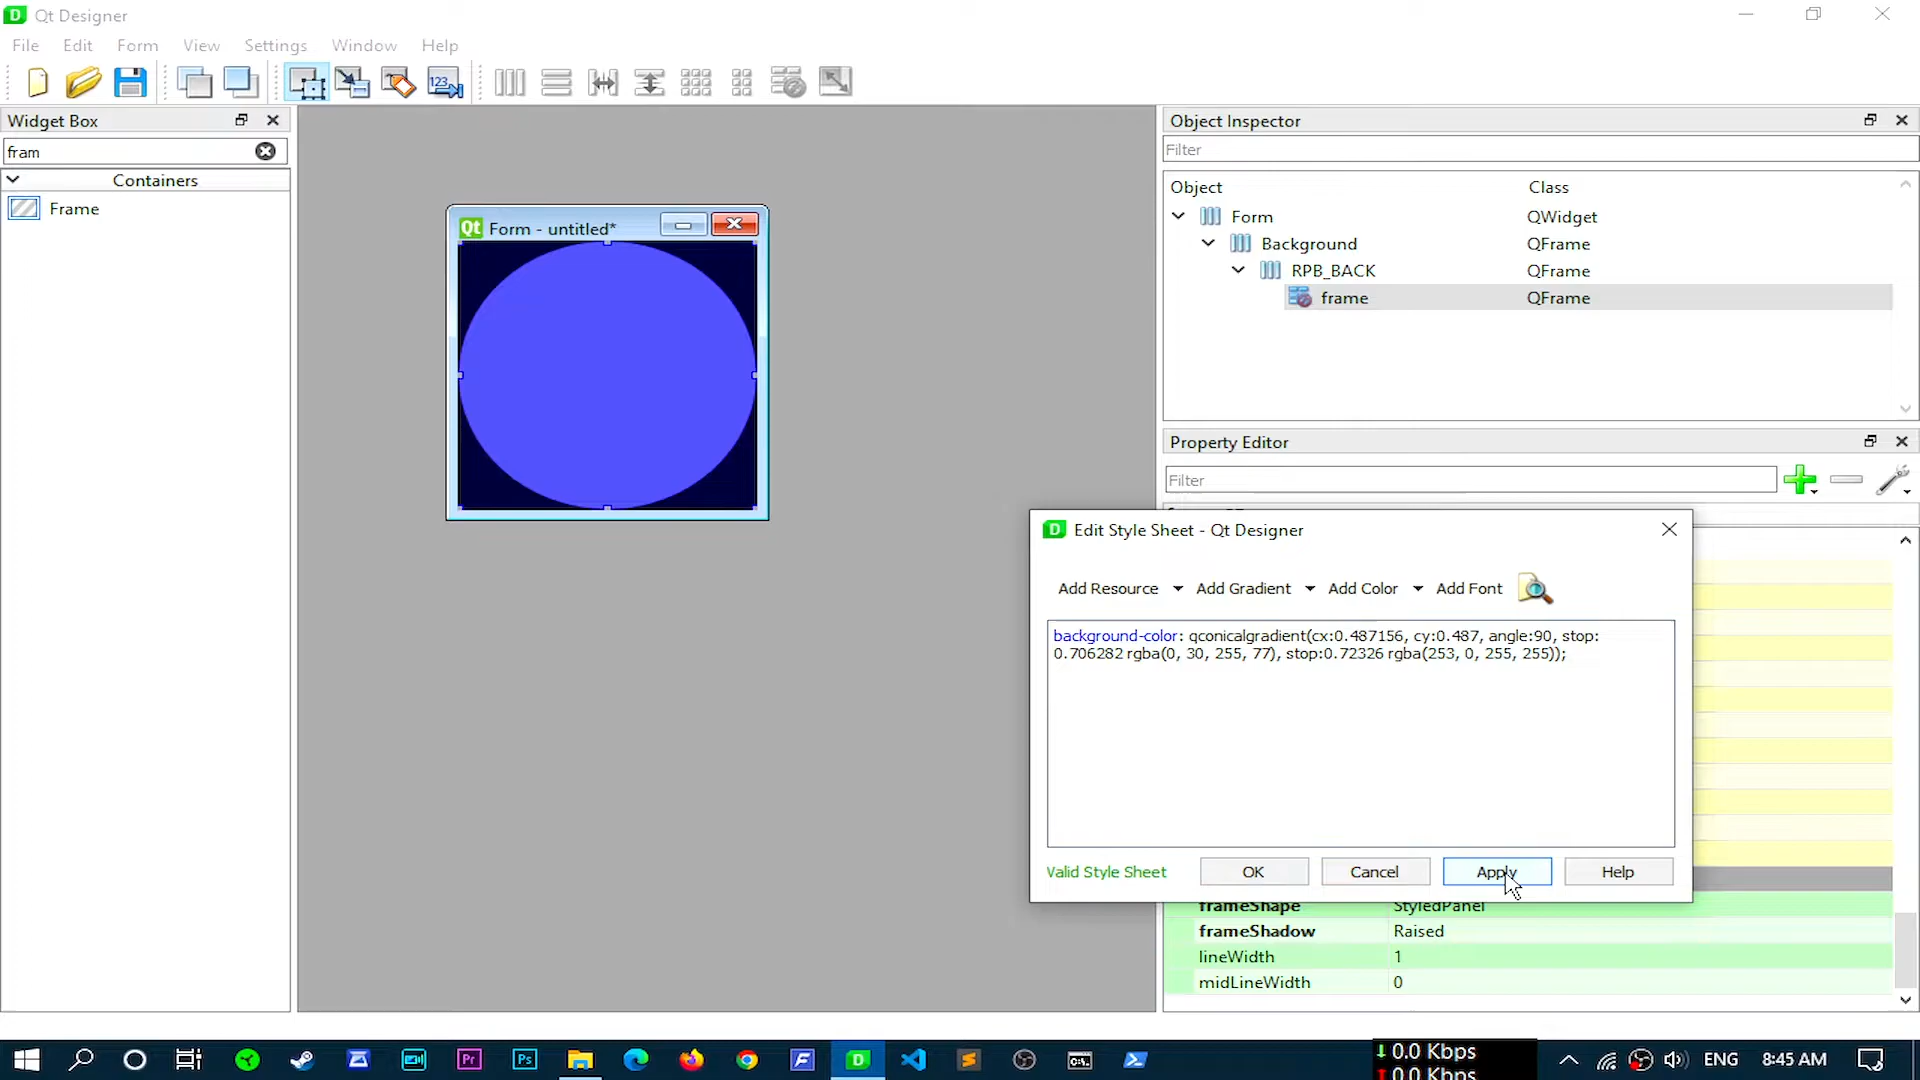 Qt Designer
File Edit Form View Settings Window Help
Widget Box
fram
Containers
Frame
Qt Form - untitled*
Object Inspector
Filter
Object Class
Form QWidget
Background QFrame
RPB_BACK QFrame
frame QFrame
Property Editor
Filter
Edit Style Sheet - Qt Designer
Add Resource Add Gradient Add Color Add Font
background-color: qconicalgradient(cx:0.487156, cy:0.487, angle:90, stop:
0.706282 rgba(0, 30, 255, 77), stop:0.72326 rgba(253, 0, 255, 255));
Valid Style Sheet OK Cancel Apply Help
frameShape StyledPanel
frameShadow Raised
lineWidth 1
midLineWidth 0
0.0 Kbps
0.0 Kbps
ENG 8:45 AM